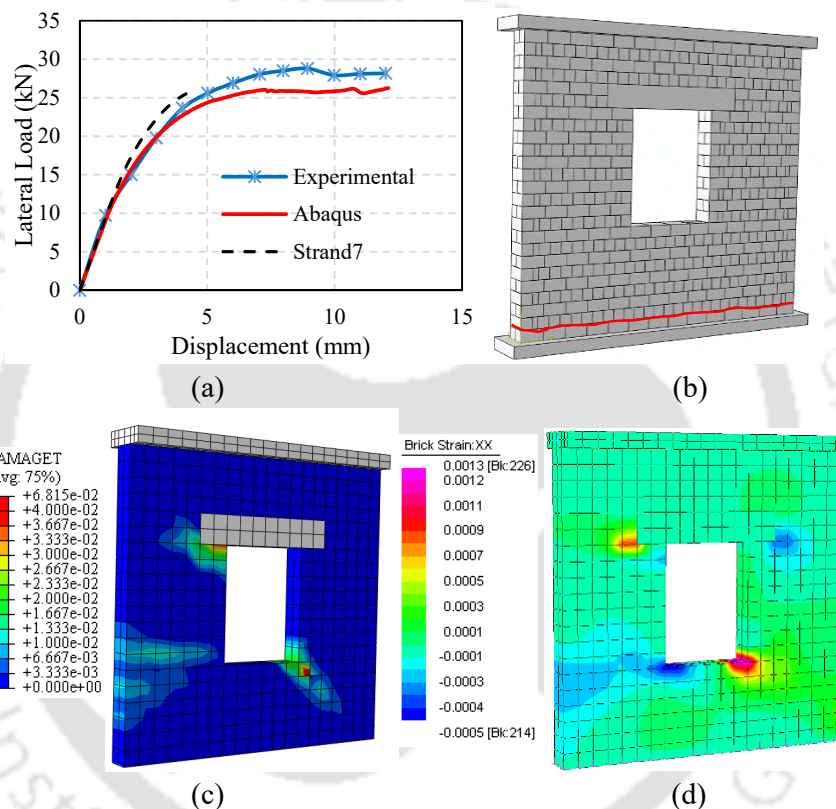 35
30
25
20
15
10
5
0
Lateral Load (kN)
Experimental
Abaqus
Strand7
0 5 10 15
Displacement (mm)
(a)
(b)
AMAGET
vg: 75%)
+6.815e-02
+4.000e-02
+3.667e-02
+3.333e-02
+3.000e-02
+2.667e-02
+2.333e-02
+2.000e-02
+1.667e-02
+1.333e-02
+6.667e-03
+3.333e-03
+0.000e+00
(c)
Brick Strain:XX
0.0013 [Bk:226]
0.0012
0.0011
0.0009
0.0007
0.0005
0.0003
0.0001
-0.0001
-0.0003
-0.0004
-0.0005 [Bk:214]
(d)